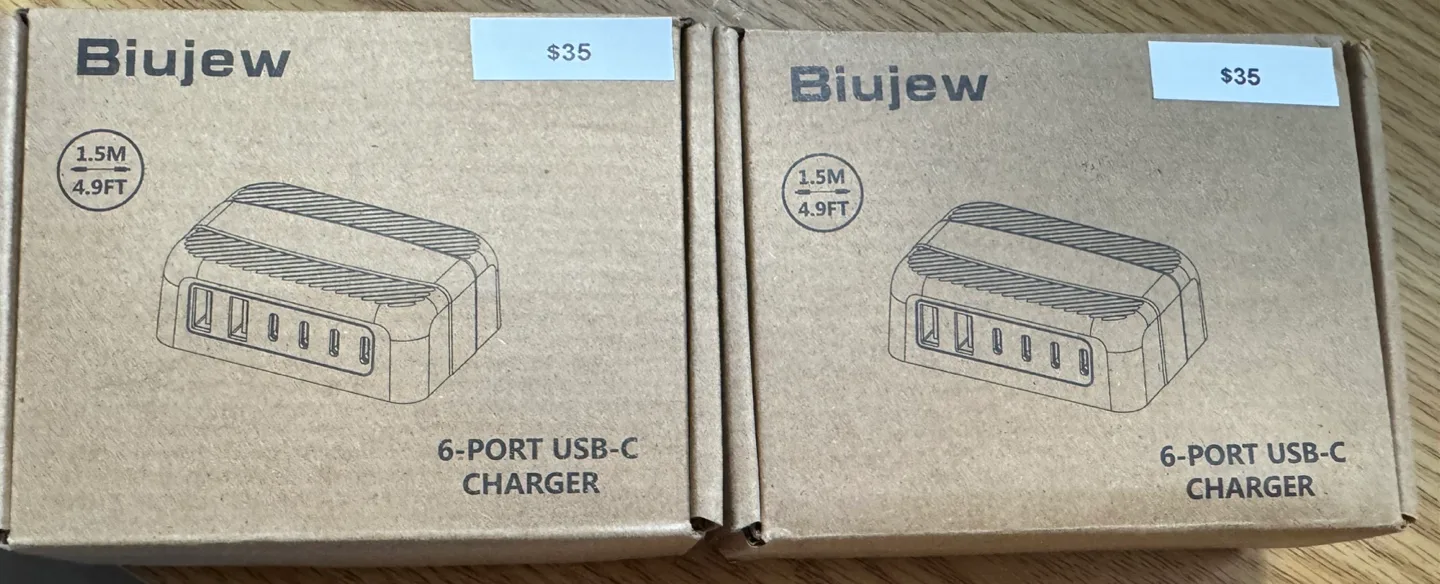 Biujew
$35
1.5M
4.9FT
6-PORT USB-C
CHARGER
Biujew
$35
1.5M
4.9FT
6-PORT USB-C
CHARGER